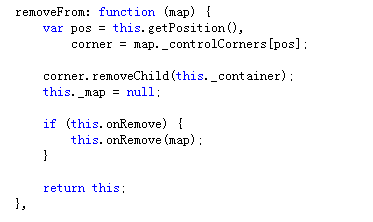 removeFrom: function (map) {
    var pos = this.getPosition(),
        corner = map._controlCorners[pos];

    corner.removeChild(this._container);
    this._map = null;

    if (this.onRemove) {
        this.onRemove(map);
    }

    return this;
},